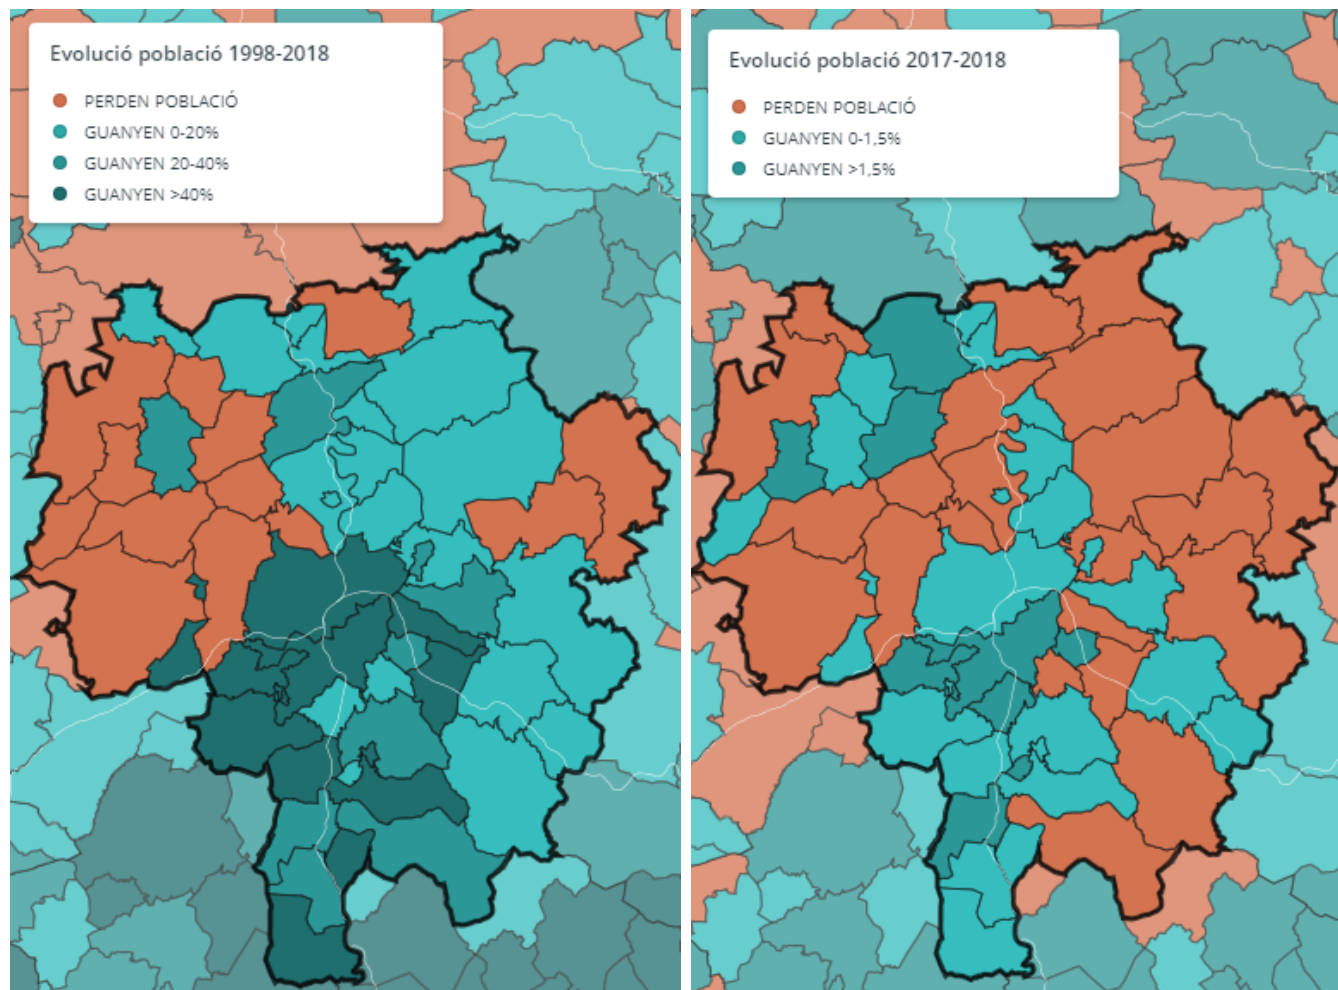 Evolució població 1998-2018
PERDEN POBLACIÓ
GUANYEN 0-20%
GUANYEN 20-40%
GUANYEN >40%
Evolució població 2017-2018
PERDEN POBLACIÓ
GUANYEN 0-1,5%
GUANYEN >1,5%